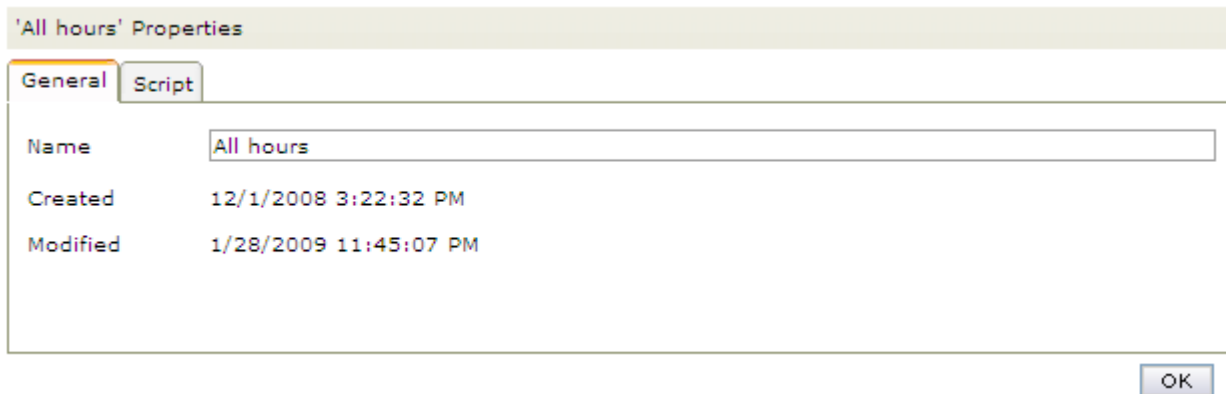 'All hours' Properties
General Script
Name All hours
Created 12/1/2008 3:22:32 PM
Modified 1/28/2009 11:45:07 PM
OK